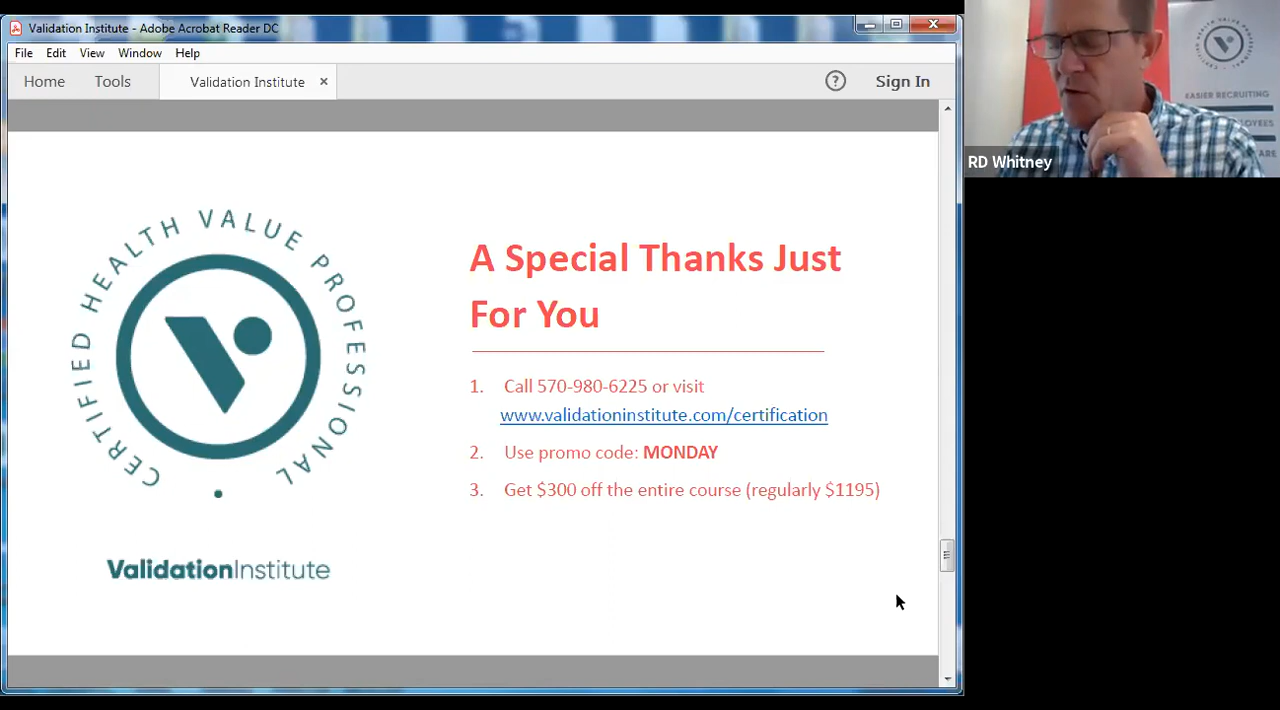 Validation Institute - Adobe Acrobat Reader DC
File Edit View Window Help
Home Tools Validation Institute × ? Sign In
CERTIFIED HEALTH VALUE PROFESSIONAL
ValidationInstitute
A Special Thanks Just
For You
1. Call 570-980-6225 or visit
www.validationinstitute.com/certification
2. Use promo code: MONDAY
3. Get $300 off the entire course (regularly $1195)
RD Whitney
EASIER RECRUITING